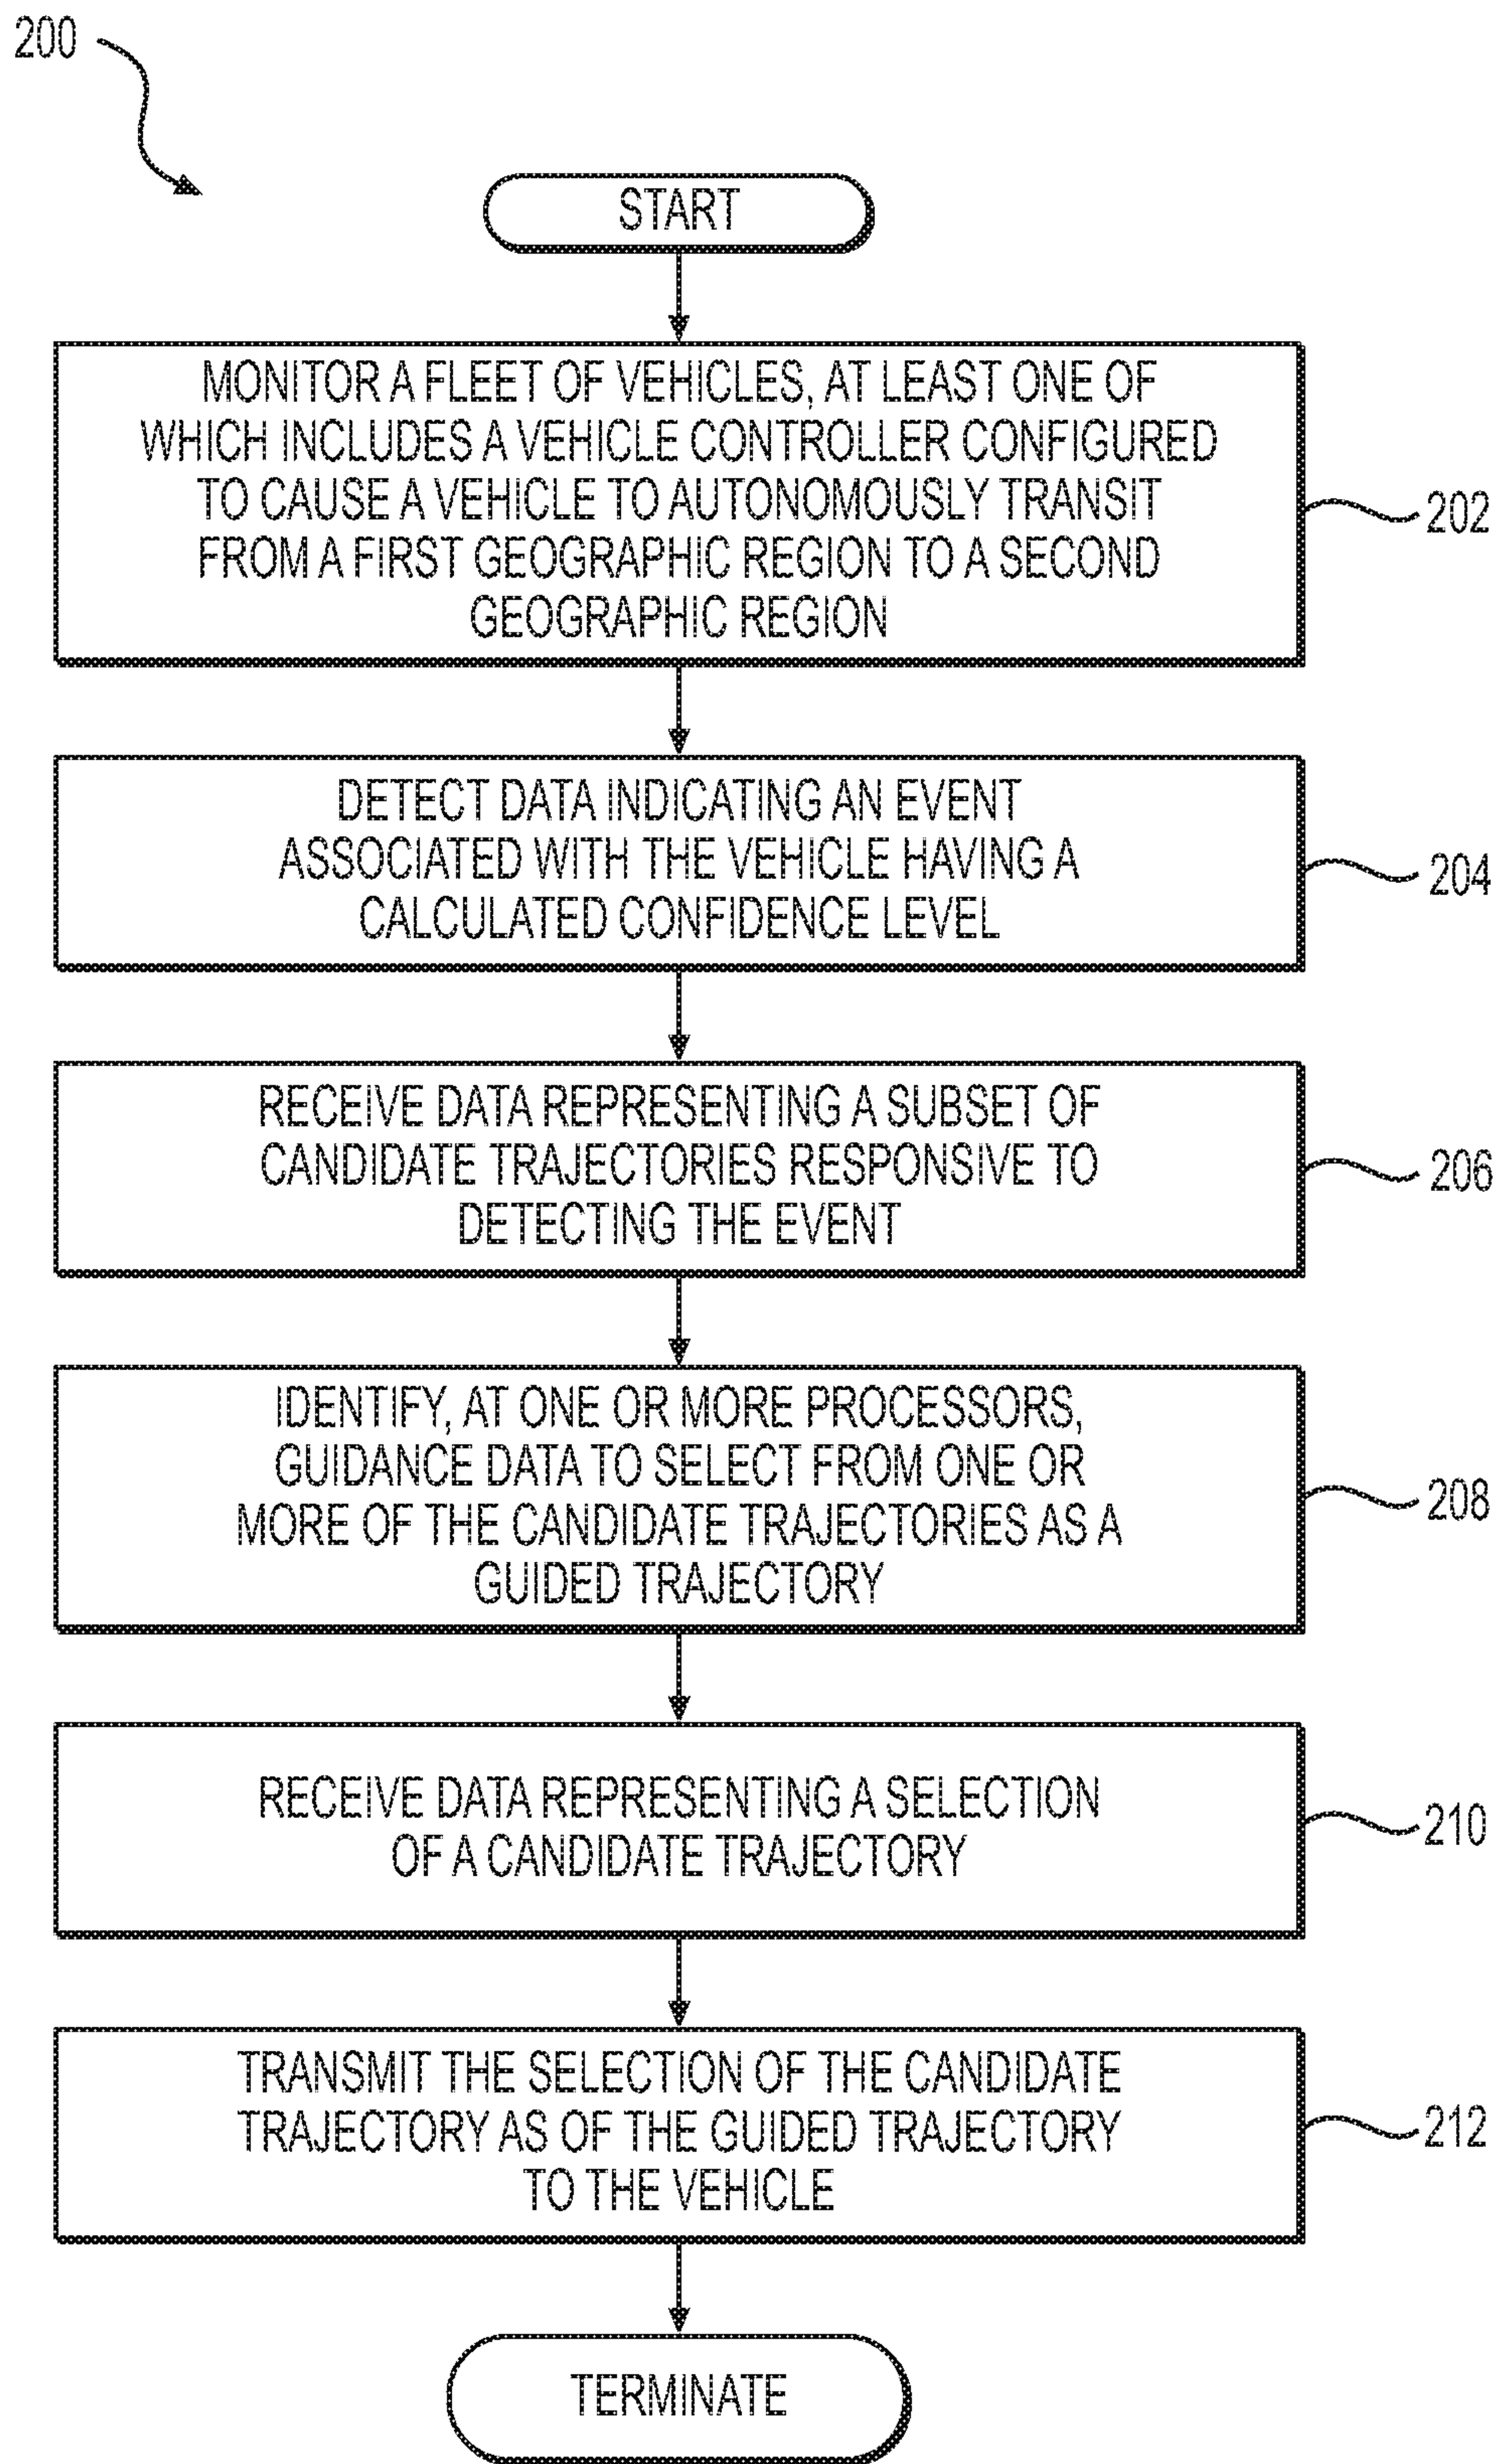 200
START
MONITOR A FLEET OF VEHICLES, AT LEAST ONE OF
WHICH INCLUDES A VEHICLE CONTROLLER CONFIGURED
TO CAUSE A VEHICLE TO AUTONOMOUSLY TRANSIT
FROM A FIRST GEOGRAPHIC REGION TO A SECOND
GEOGRAPHIC REGION
202
DETECT DATA INDICATING AN EVENT
ASSOCIATED WITH THE VEHICLE HAVING A
CALCULATED CONFIDENCE LEVEL
204
RECEIVE DATA REPRESENTING A SUBSET OF
CANDIDATE TRAJECTORIES RESPONSIVE TO
DETECTING THE EVENT
206
IDENTIFY, AT ONE OR MORE PROCESSORS,
GUIDANCE DATA TO SELECT FROM ONE OR
MORE OF THE CANDIDATE TRAJECTORIES AS A
GUIDED TRAJECTORY
208
RECEIVE DATA REPRESENTING A SELECTION
OF A CANDIDATE TRAJECTORY
210
TRANSMIT THE SELECTION OF THE CANDIDATE
TRAJECTORY AS OF THE GUIDED TRAJECTORY
TO THE VEHICLE
212
TERMINATE